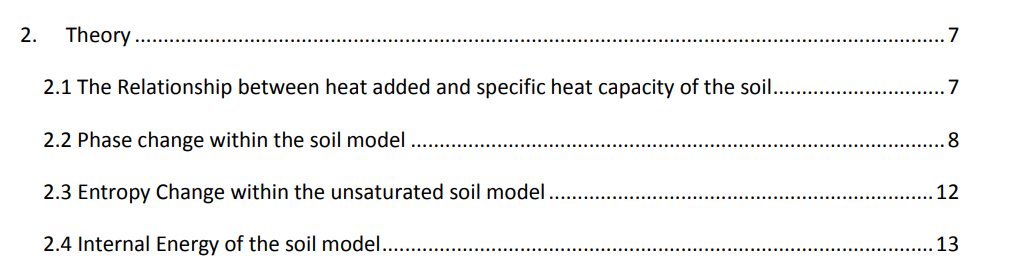 2. Theory ........................................................................................................................................ 7
2.1 The Relationship between heat added and specific heat capacity of the soil.............................. 7
2.2 Phase change within the soil model ............................................................................................ 8
2.3 Entropy Change within the unsaturated soil model ................................................................... 12
2.4 Internal Energy of the soil model................................................................................................ 13